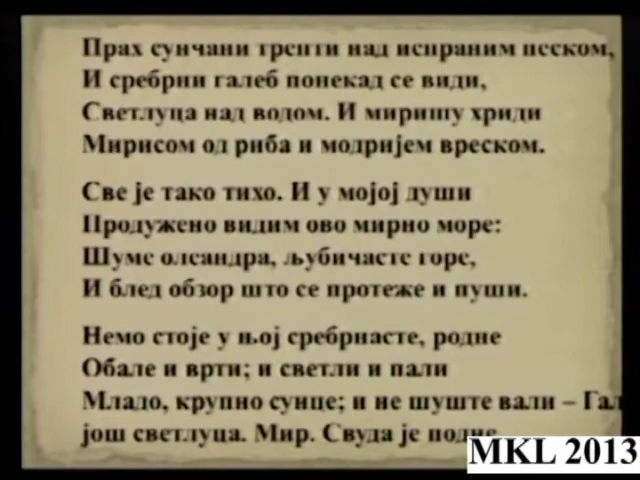 Прах сунчани трепти над испраним песком,
И сребрни галеб понекад се види,
Светлуца над водом. И миришу хриди
Мирисом од риба и модријем вреском.
Све је тако тихо. И у мојој души
Продужено видим ово мирно море:
Шуме олеандра, љубичасте горе,
И блед обзор што се протеже и пуши.
Немо стоје у њој сребрнасте, родне
Обале и врти; и светли и пали
Младо, крупно сунце; и не шуште вали – Гал
још светлуца. Мир. Свуда је подне
MKL 2013